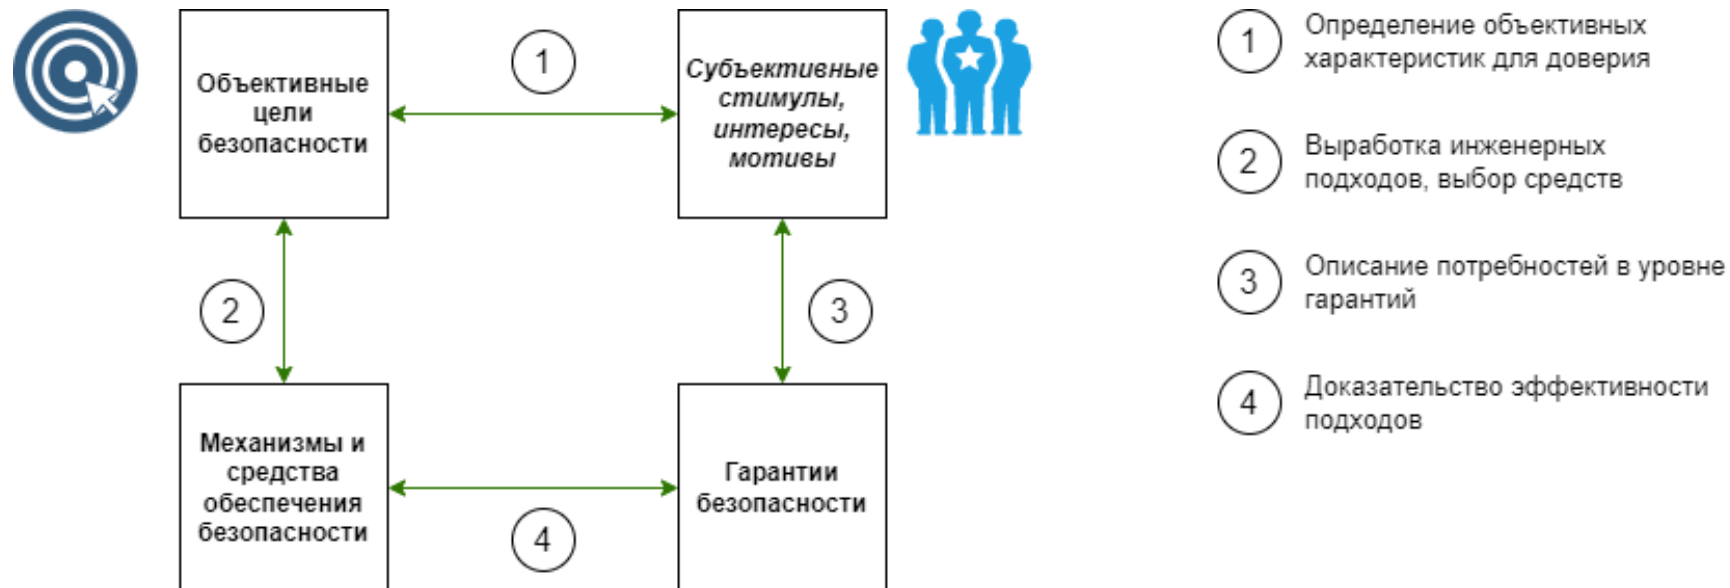 Объективные
цели
безопасности
1
Субъективные
стимулы,
интересы,
мотивы
2
3
Механизмы и
средства
обеспечения
безопасности
4
Гарантии
безопасности
1
Определение объективных
характеристик для доверия
2
Выработка инженерных
подходов, выбор средств
3
Описание потребностей в уровне
гарантий
4
Доказательство эффективности
подходов